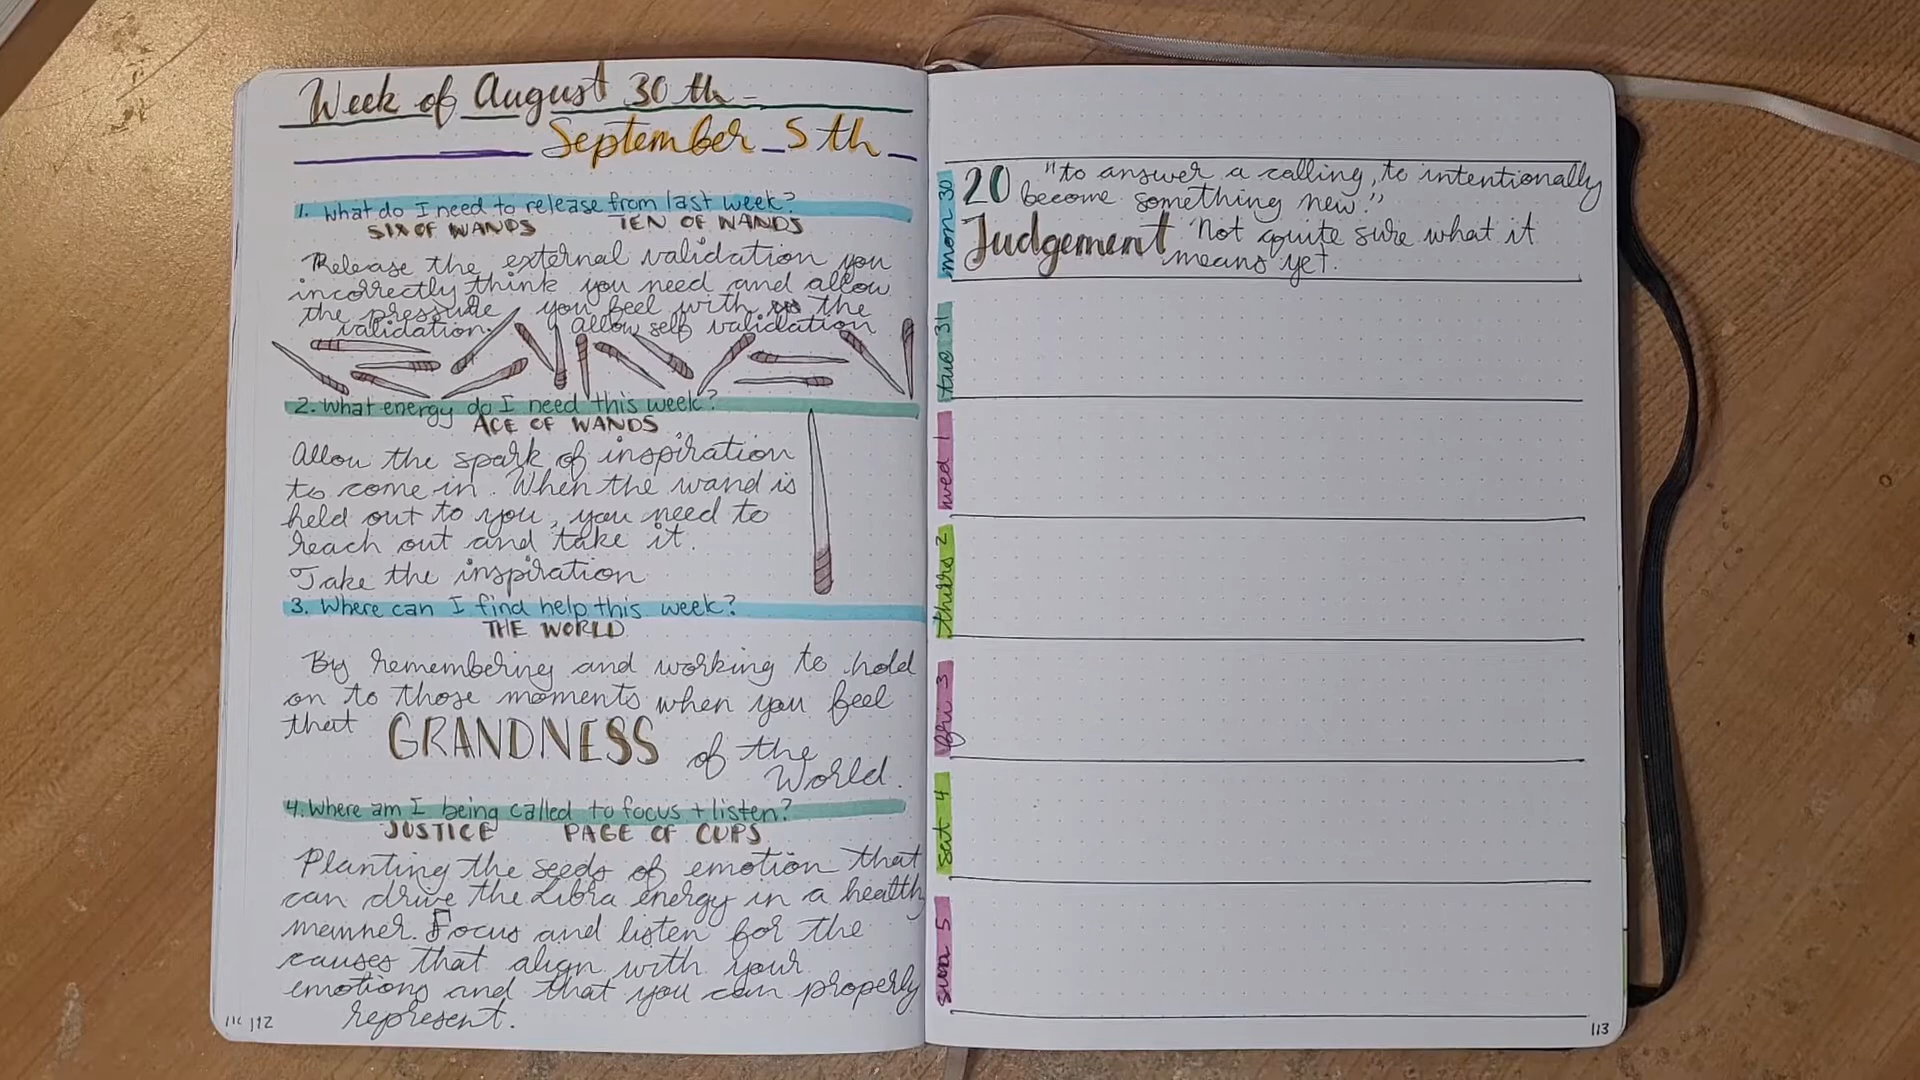 Week of August 30th -
September 5th
1. What do I need to release from last week?
SIX OF WANDS TEN OF WANDS
Release the external validation you
incorrectly think you need and allow
the pressure you feel with the
validation. Allow self validation
2. What energy do I need this week?
ACE OF WANDS
Allow the spark of inspiration
to come in. When the wand is
held out to you, you need to
reach out and take it.
Take the inspiration
3. Where can I find help this week?
THE WORLD
By remembering and working to hold
on to those moments when you feel
that GRANDNESS of the
World.
4. Where am I being called to focus + listen?
JUSTICE PAGE OF CUPS
Planting the seeds of emotion that
can drive the Libra energy in a healthy
manner. Focus and listen for the
causes that align with your
emotions and that you can properly
represent.
112
mon 30
20 "to answer a calling, to intentionally
become something new."
Judgement Not quite sure what it
means yet.
tue 31
wed 1
thurs 2
fri 3
sat 4
sun 5
113